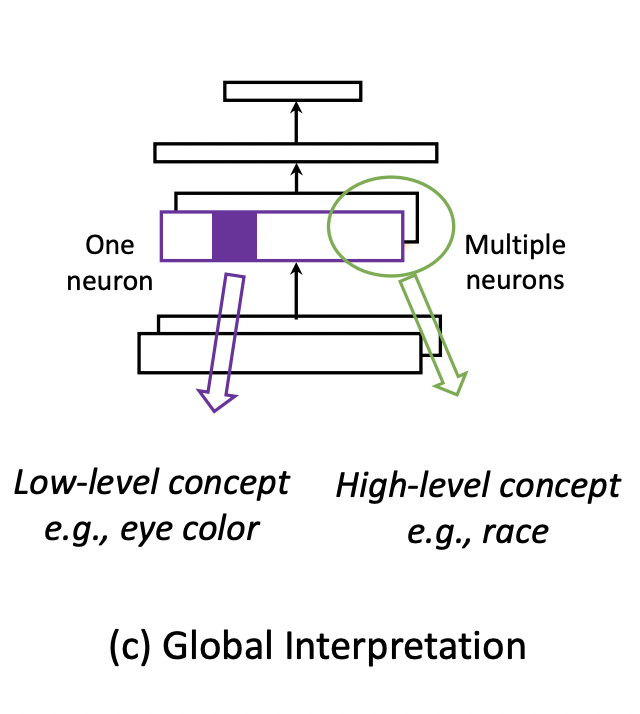 One
neuron
Multiple
neurons
Low-level concept
e.g., eye color
High-level concept
e.g., race
(c) Global Interpretation